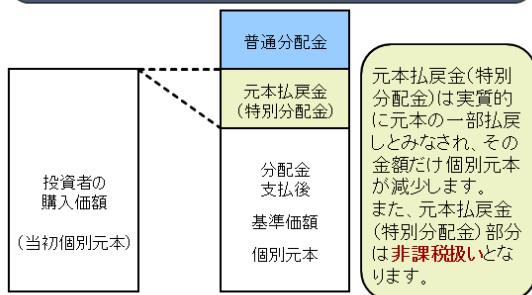 普通分配金
元本払戻金
（特別分配金）
投資者の
購入価額
（当初個別元本）
分配金
支払後
基準価額
個別元本
元本払戻金（特別
分配金）は実質的
に元本の一部払戻
しとみなされ、その
金額だけ個別元本
が減少します。
また、元本払戻金
（特別分配金）部分
は非課税扱いとな
ります。